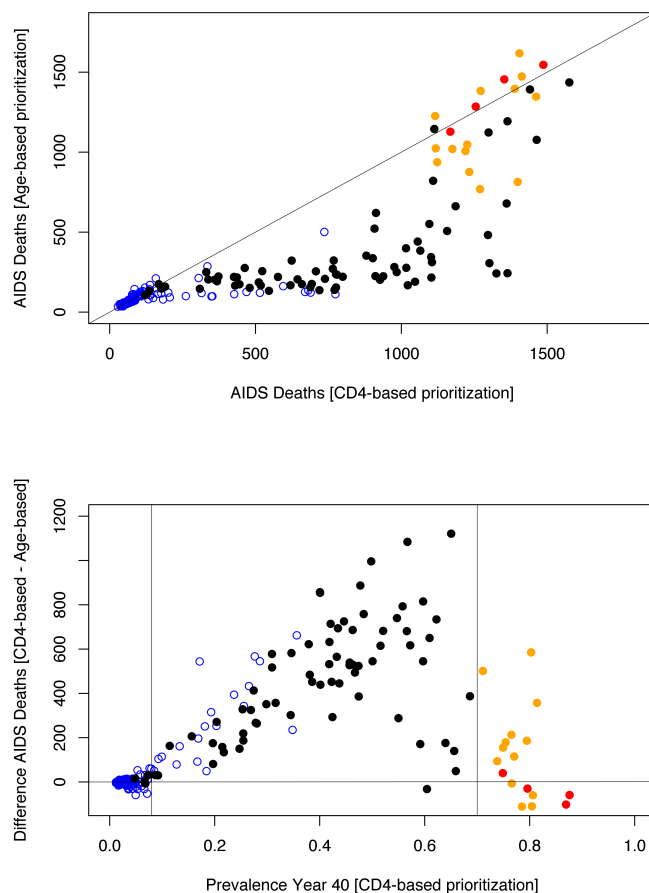 AIDS Deaths [Age-based prioritization]
1500
1000
500
0
0 500 1000 1500
AIDS Deaths [CD4-based prioritization]
Difference AIDS Deaths [CD4-based - Age-based]
1200
800
600
400
200
0
0.0 0.2 0.4 0.6 0.8 1.0
Prevalence Year 40 [CD4-based prioritization]